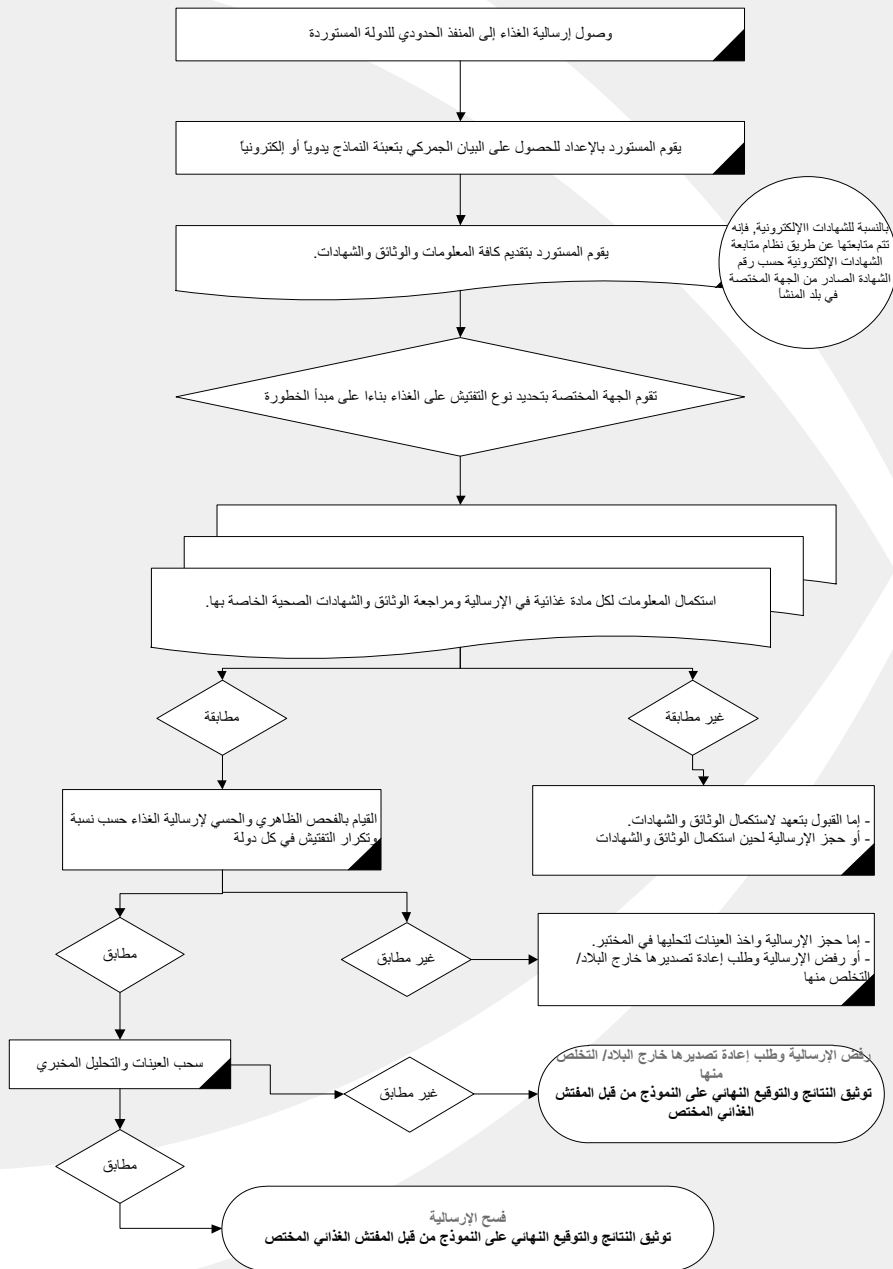 وصول إرسالية الغذاء إلى المنفذ الحدودي للدولة المستوردة
يقوم المستورد بالإعداد للحصول على البيان الجمركي بتعبئة النماذج يدوياً أو إلكترونياً
يقوم المستورد بتقديم كافة المعلومات والوثائق والشهادات.
بالنسبة للشهادات االإلكترونية, فإنه
تتم متابعتها عن طريق نظام متابعة
الشهادات الإلكترونية حسب رقم
الشهادة الصادر من الجهة المختصة
في بلد المنشأ
تقوم الجهة المختصة بتحديد نوع التفتيش على الغذاء بناءا على مبدأ الخطورة
استكمال المعلومات لكل مادة غذائية في الإرسالية ومراجعة الوثائق والشهادات الصحية الخاصة بها.
غير مطابقة
مطابقة
- إما القبول بتعهد لاستكمال الوثائق والشهادات.
- أو حجز الإرسالية لحين استكمال الوثائق والشهادات
القيام بالفحص الظاهري والحسي لإرسالية الغذاء حسب نسبة
وتكرار التفتيش في كل دولة
غير مطابق
مطابق
- إما حجز الإرسالية واخذ العينات لتحليها في المختبر.
- أو رفض الإرسالية وطلب إعادة تصديرها خارج البلاد/
التخلص منها
سحب العينات والتحليل المخبري
غير مطابق
رفض الإرسالية وطلب إعادة تصديرها خارج البلاد/ التخلص
منها
توثيق النتائج والتوقيع النهائي على النموذج من قبل المفتش
الغذائي المختص
مطابق
فسح الإرسالية
توثيق النتائج والتوقيع النهائي على النموذج من قبل المفتش الغذائي المختص